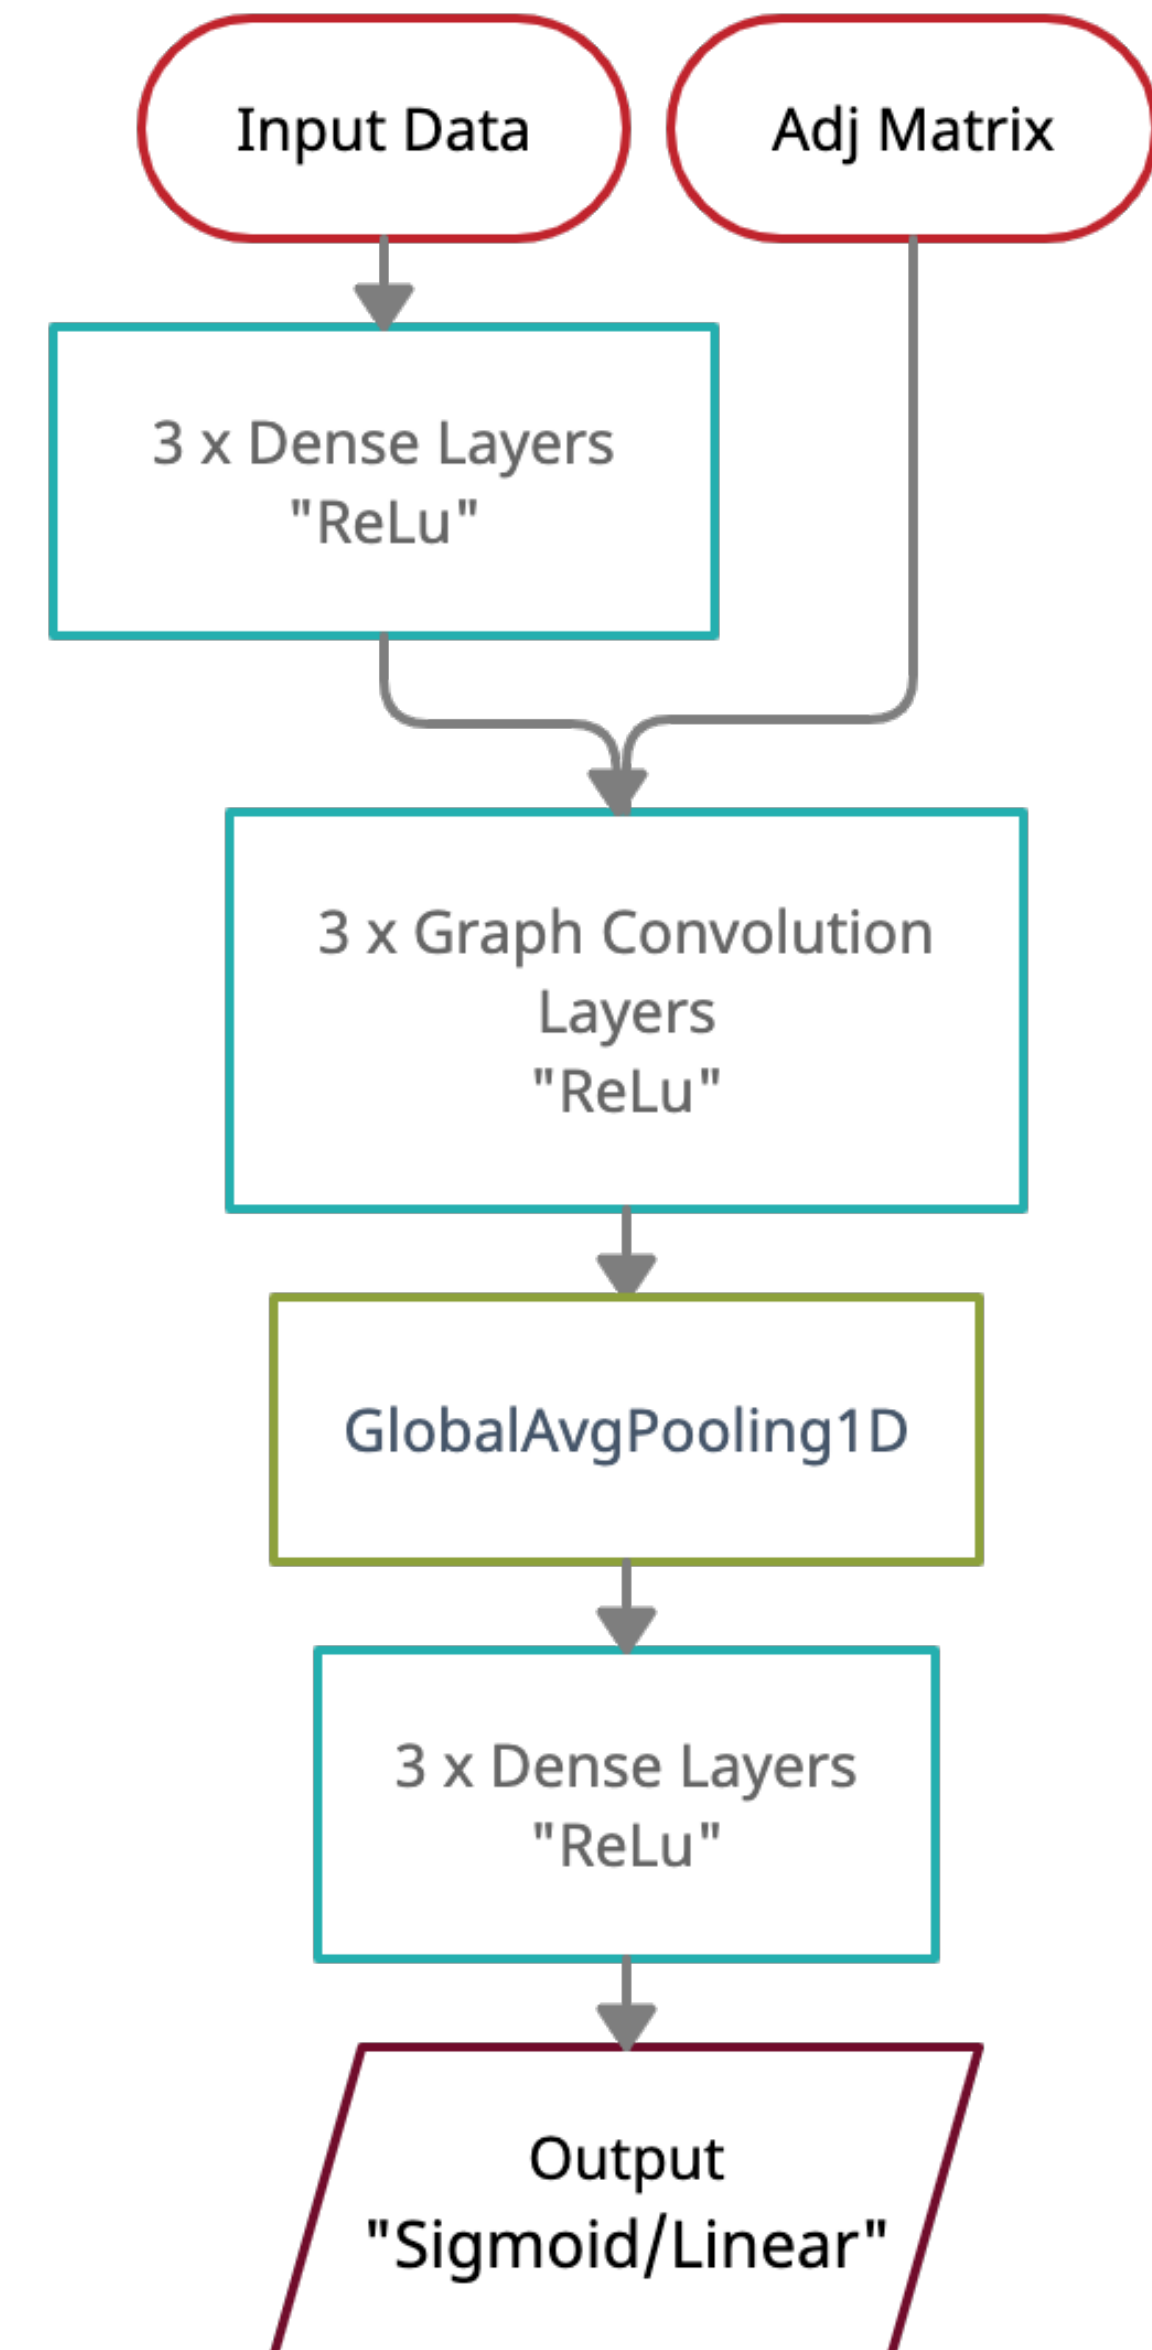 Input Data
Adj Matrix
3 x Dense Layers
"ReLu"
3 x Graph Convolution
Layers
"ReLu"
GlobalAvgPooling1D
3 x Dense Layers
"ReLu"
Output
"Sigmoid/Linear"